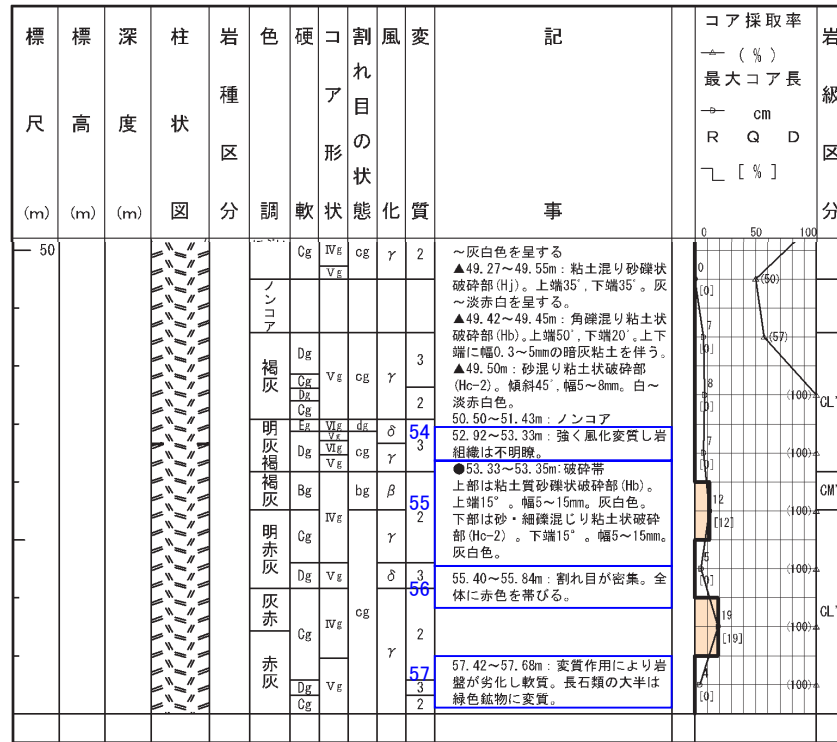 標尺(m)
標高(m)
深度(m)
柱状図
岩種区分
色調
硬軟
コア形状
割れ目の状態
風化
変質
記事
コア採取率
(%)
最大コア長
cm
RQD
[%]
岩級区分
0 50 100
50
ノンコア
褐灰
明灰褐
褐灰
明赤灰
灰赤
赤灰
Cg
Dg
Cg
Dg
Cg
Eg
Dg
Bg
Cg
Dg
Cg
Dg
Cg
Ⅳg
Ⅴg
Ⅴg
Ⅵg
Ⅴg
Ⅵg
Ⅴg
Ⅳg
Ⅴg
Ⅳg
Ⅴg
cg
cg
dg
cg
bg
cg
γ
γ
δ
γ
β
γ
δ
γ
2
3
2
3
2
3
2
3
2
54
55
56
57
~灰白色を呈する
▲49.27~49.55m:粘土混り砂礫状
破砕部(Hj)。上端35゜,下端35゜。灰
~淡赤白を呈する。
▲49.42~49.45m:角礫混り粘土状
破砕部(Hb)。上端50゜,下端20゜。上下
端に幅0.3~5mmの暗灰粘土を伴う。
▲49.50m:砂混り粘土状破砕部
(Hc-2)。傾斜45゜,幅5~8mm。白~
淡赤白色。
50.50~51.43m:ノンコア
52.92~53.33m:強く風化変質し岩
組織は不明瞭。
●53.33~53.35m:破砕帯
上部は粘土質砂礫状破砕部(Hb)。
上端15°。幅5~15mm。灰白色。
下部は砂・細礫混じり粘土状破砕
部(Hc-2)。下端15°。幅5~15mm。
灰白色。
55.40~55.84m:割れ目が密集。全
体に赤色を帯びる。
57.42~57.68m:変質作用により岩
盤が劣化し軟質。長石類の大半は
緑色鉱物に変質。
0
[0]
(50)
7
[0]
(57)
8
[0]
(100)
7
[0]
(100)
12
[12]
(100)
5
[0]
(100)
19
[19]
(100)
4
[0]
(100)
CL
CM
CL